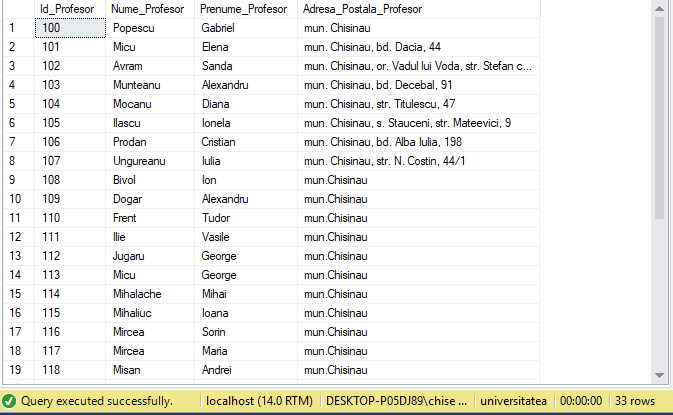 Id_Profesor Nume_Profesor Prenume_Profesor Adresa_Postala_Profesor
1 100 Popescu Gabriel mun. Chisinau
2 101 Micu Elena mun. Chisinau, bd. Dacia, 44
3 102 Avram Sanda mun. Chisinau, or. Vadul lui Voda, str. Stefan c...
4 103 Munteanu Alexandru mun. Chisinau, bd. Decebal, 91
5 104 Mocanu Diana mun. Chisinau, str. Titulescu, 47
6 105 Ilascu Ionela mun. Chisinau, s. Stauceni, str. Mateevici, 9
7 106 Prodan Cristian mun. Chisinau, bd. Alba Iulia, 198
8 107 Ungureanu Iulia mun. Chisinau, str. N. Costin, 44/1
9 108 Bivol Ion mun.Chisinau
10 109 Dogar Alexandru mun.Chisinau
11 110 Frent Tudor mun.Chisinau
12 111 Ilie Vasile mun.Chisinau
13 112 Jugaru George mun.Chisinau
14 113 Micu George mun.Chisinau
15 114 Mihalache Mihai mun.Chisinau
16 115 Mihaliuc Ioana mun.Chisinau
17 116 Mircea Sorin mun.Chisinau
18 117 Mircea Maria mun.Chisinau
19 118 Misan Andrei mun.Chisinau
Query executed successfully. localhost (14.0 RTM) DESKTOP-P05DJ89\chise ... universitatea 00:00:00 33 rows